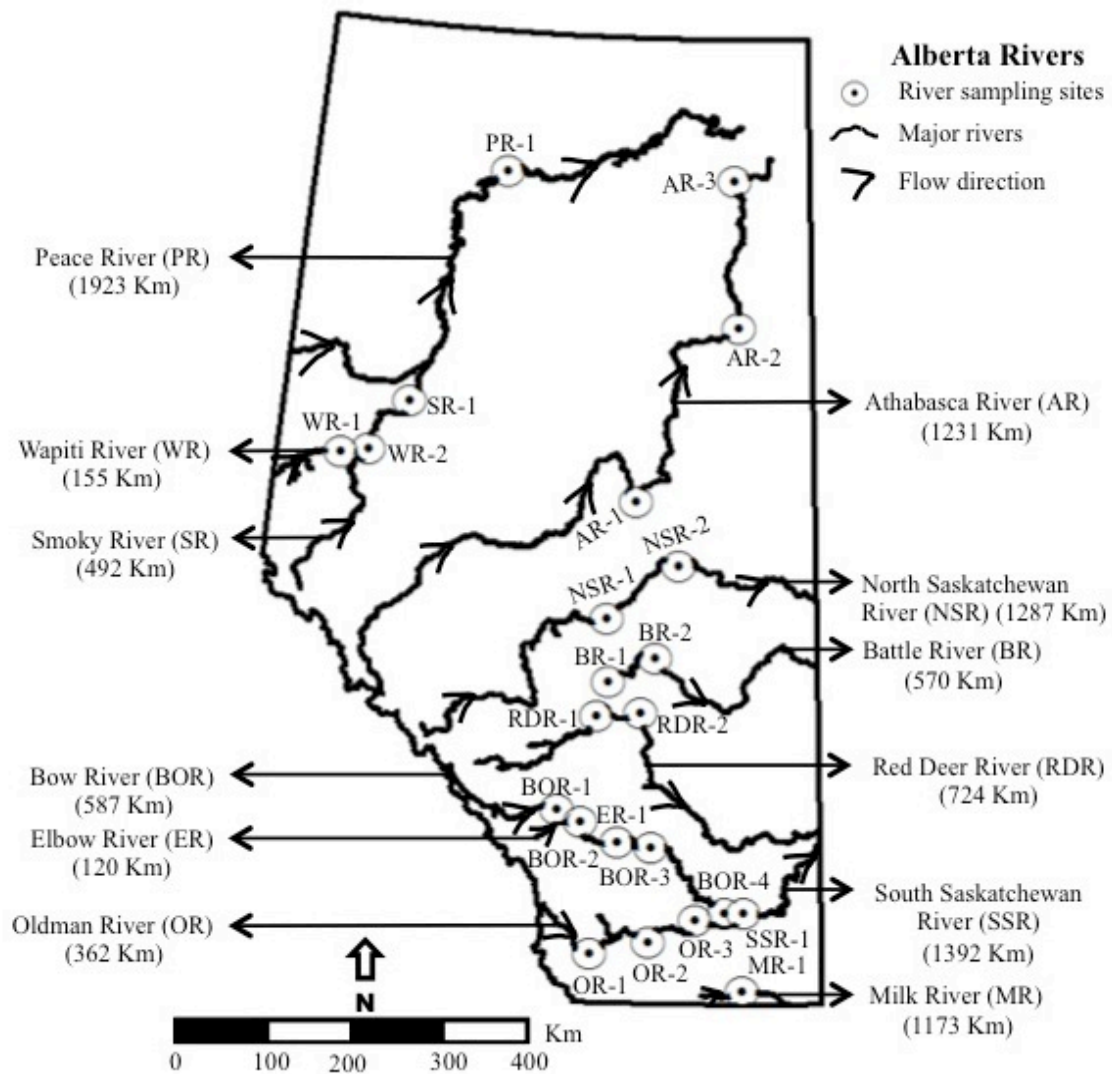 Alberta Rivers
River sampling sites
Major rivers
Flow direction
PR-1
AR-3
Peace River (PR)
(1923 Km)
AR-2
SR-1
WR-1
WR-2
Athabasca River (AR)
(1231 Km)
Wapiti River (WR)
(155 Km)
AR-1
Smoky River (SR)
(492 Km)
NSR-2
NSR-1
North Saskatchewan
River (NSR) (1287 Km)
BR-2
BR-1
Battle River (BR)
(570 Km)
RDR-1
RDR-2
Red Deer River (RDR)
(724 Km)
Bow River (BOR)
(587 Km)
BOR-1
ER-1
Elbow River (ER)
(120 Km)
BOR-2
BOR-3
BOR-4
South Saskatchewan
River (SSR)
(1392 Km)
Oldman River (OR)
(362 Km)
OR-3
SSR-1
OR-2
MR-1
OR-1
Milk River (MR)
(1173 Km)
N
Km
0 100 200 300 400